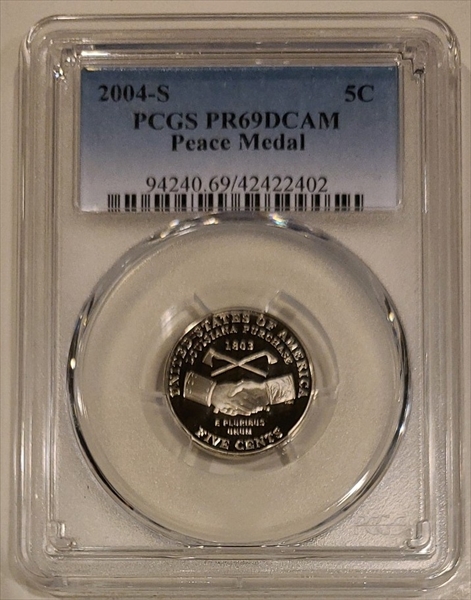 2004-S 5C
PCGS PR69DCAM
Peace Medal
94240.69/42422402
UNITED STATES OF AMERICA
LOUISIANA PURCHASE
1803
E PLURIBUS
UNUM
FIVE CENTS